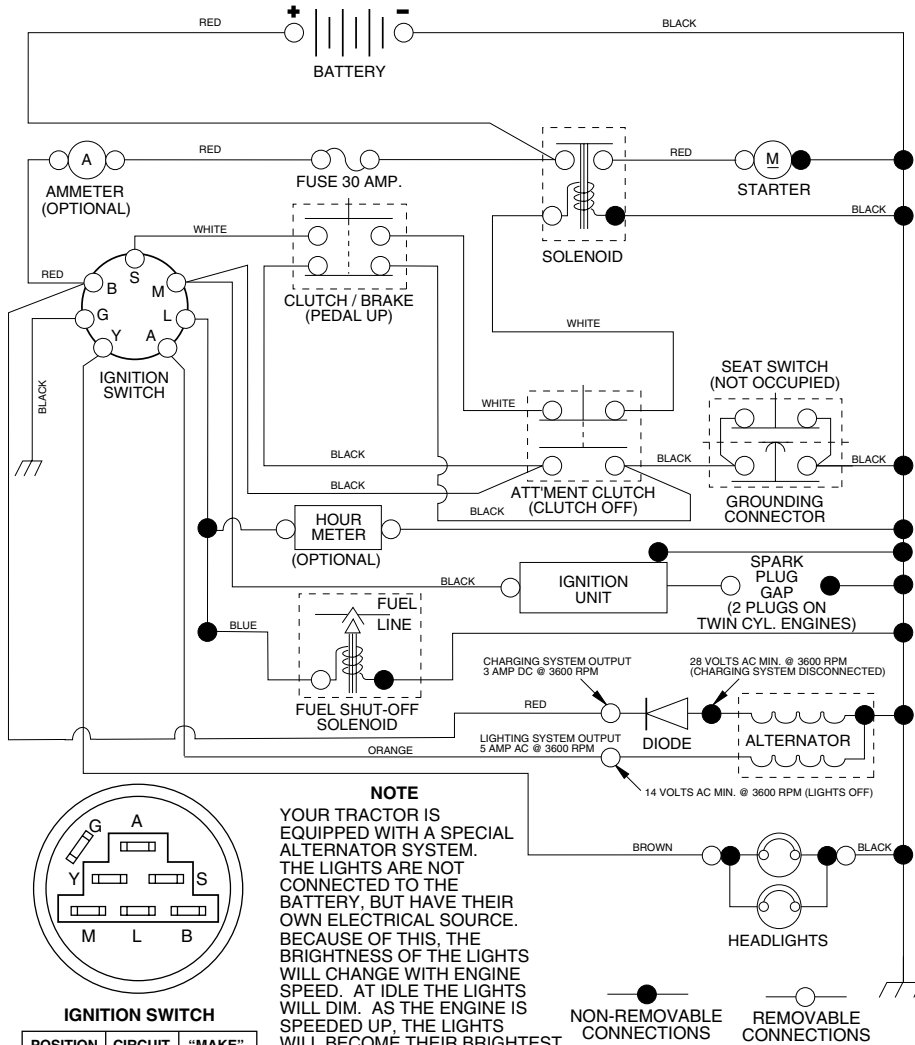 RED
+
-
BLACK
BATTERY
A
RED
AMMETER
(OPTIONAL)
FUSE 30 AMP.
RED
M
STARTER
BLACK
SOLENOID
WHITE
CLUTCH / BRAKE
(PEDAL UP)
RED
S
B
M
G
L
Y
A
IGNITION
SWITCH
BLACK
WHITE
SEAT SWITCH
(NOT OCCUPIED)
WHITE
BLACK
BLACK
BLACK
BLACK
BLACK
ATT'MENT CLUTCH
(CLUTCH OFF)
GROUNDING
CONNECTOR
HOUR
METER
(OPTIONAL)
BLACK
IGNITION
UNIT
SPARK
PLUG
GAP
(2 PLUGS ON
TWIN CYL. ENGINES)
BLUE
FUEL
LINE
FUEL SHUT-OFF
SOLENOID
CHARGING SYSTEM OUTPUT
3 AMP DC @ 3600 RPM
28 VOLTS AC MIN. @ 3600 RPM
(CHARGING SYSTEM DISCONNECTED)
RED
DIODE
ALTERNATOR
LIGHTING SYSTEM OUTPUT
5 AMP AC @ 3600 RPM
ORANGE
14 VOLTS AC MIN. @ 3600 RPM (LIGHTS OFF)
BROWN
BLACK
HEADLIGHTS
G
A
Y
S
M
L
B
IGNITION SWITCH
POSITION CIRCUIT "MAKE"
NOTE
YOUR TRACTOR IS
EQUIPPED WITH A SPECIAL
ALTERNATOR SYSTEM.
THE LIGHTS ARE NOT
CONNECTED TO THE
BATTERY, BUT HAVE THEIR
OWN ELECTRICAL SOURCE.
BECAUSE OF THIS, THE
BRIGHTNESS OF THE LIGHTS
WILL CHANGE WITH ENGINE
SPEED. AT IDLE THE LIGHTS
WILL DIM. AS THE ENGINE IS
SPEEDED UP, THE LIGHTS
WILL BECOME THEIR BRIGHTEST
NON-REMOVABLE
CONNECTIONS
REMOVABLE
CONNECTIONS